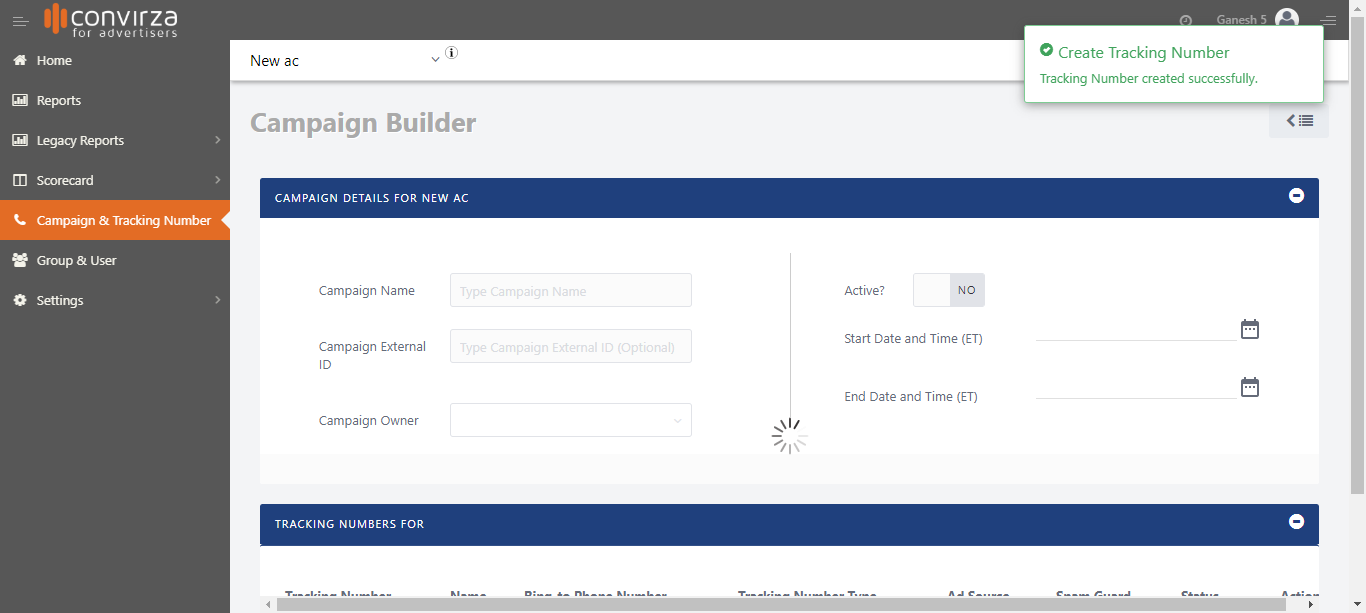 convirza
for advertisers
Ganesh 5
Home
Reports
Legacy Reports
Scorecard
Campaign & Tracking Number
Group & User
Settings
New ac
Create Tracking Number
Tracking Number created successfully.
Campaign Builder
CAMPAIGN DETAILS FOR NEW AC
Campaign Name
Type Campaign Name
Campaign External
ID
Type Campaign External ID (Optional)
Campaign Owner
Active?
NO
Start Date and Time (ET)
End Date and Time (ET)
TRACKING NUMBERS FOR
Tracking Number Name Ring-to Phone Number Tracking Number Type Ad Source Spam Guard Status Action